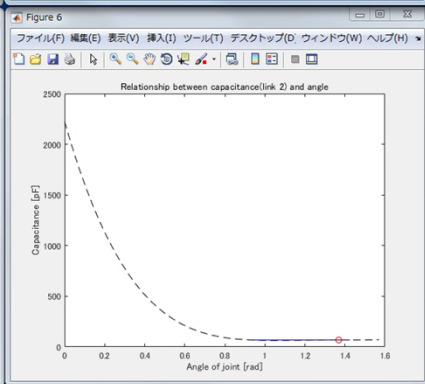 Figure 6
ファイル(F) 編集(E) 表示(V) 挿入(I) ツール(T) デスクトップ(D) ウィンドウ(W) ヘルプ(H)
Relationship between capacitance(link 2) and angle
2500
2000
1500
1000
500
0
Capacitance [pF]
0 0.2 0.4 0.6 0.8 1 1.2 1.4 1.6
Angle of joint [rad]